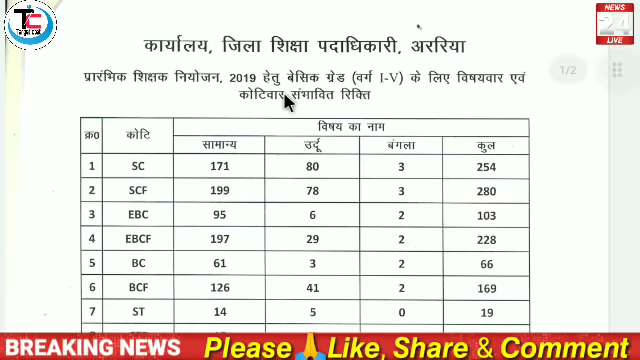 TC
Target cool
NEWS
24
LIVE
1/2
कार्यालय, जिला शिक्षा पदाधिकारी, अररिया
प्रारंभिक शिक्षक नियोजन, 2019 हेतु बेसिक ग्रेड (वर्ग I-V) के लिए विषयवार एवं
कोटिवार संभावित रिक्ति
क्र0 कोटि विषय का नाम
सामान्य उर्दू बंगला कुल
1 SC 171 80 3 254
2 SCF 199 78 3 280
3 EBC 95 6 2 103
4 EBCF 197 29 2 228
5 BC 61 3 2 66
6 BCF 126 41 2 169
7 ST 14 5 0 19
BREAKING NEWS Please🙏Like, Share & Comment